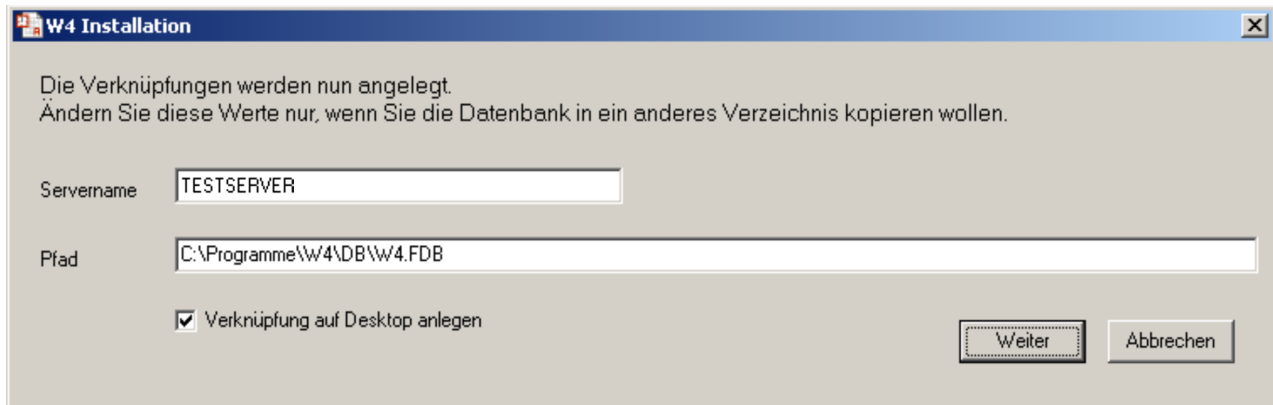 W4 Installation
Die Verknüpfungen werden nun angelegt.
Ändern Sie diese Werte nur, wenn Sie die Datenbank in ein anderes Verzeichnis kopieren wollen.
Servername TESTSERVER
Pfad C:\Programme\W4\DB\W4.FDB
Verknüpfung auf Desktop anlegen
Weiter Abbrechen